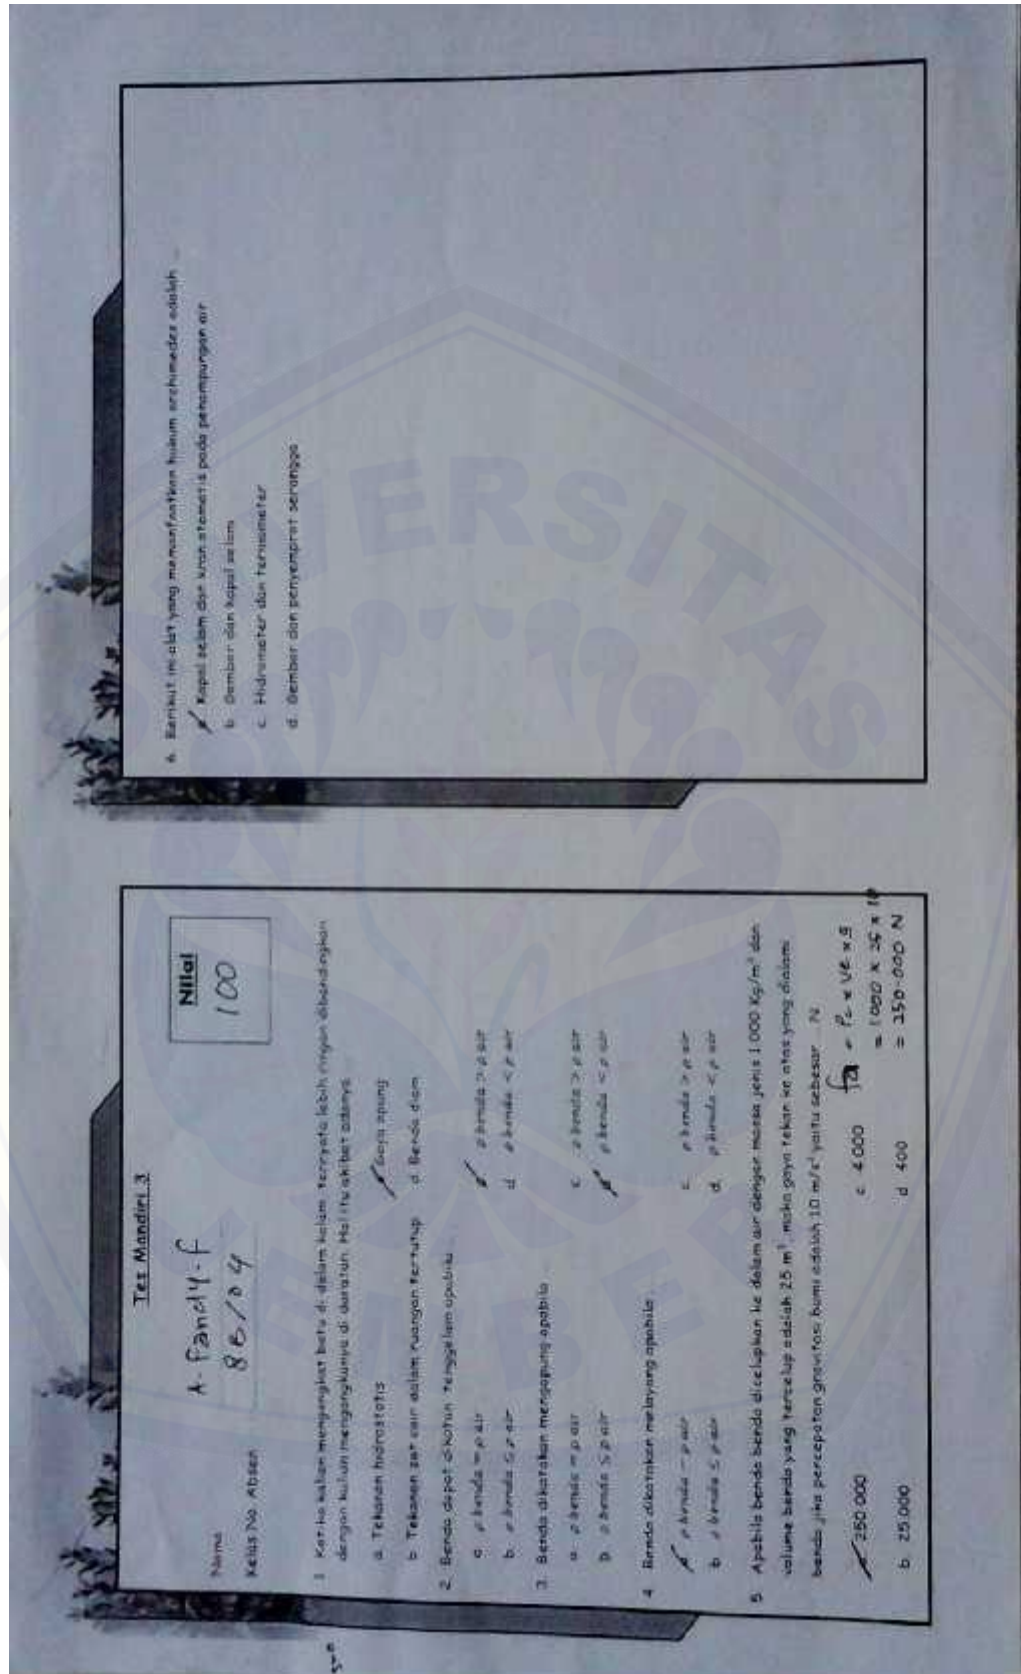 Tes Mandiri 3
Nama A. Fandy. F
Kelas No Absen 8B/04
Nilai
100
1 Ketika kalian mengangkat batu di dalam kolam ternyata lebih ringan dibandingkan
dengan kalian mengangkatnya di daratan. Hal itu akibat adanya
a. Tekanan hidrostatis
c. Gaya apung
b. Tekanan zat cair dalam ruangan tertutup
d. Benda diam
2. Benda dapat dikatan tenggelam apabila
a. ρ benda = ρ air
ρ benda > ρ air
b. ρ benda ≤ ρ air
d ρ benda < ρ air
3. Benda dikatakan mengapung apabila
a. ρ benda = ρ air
c. ρ benda > ρ air
b. ρ benda ≤ ρ air
ρ benda < ρ air
4 Benda dikatakan melayang apabila
ρ benda = ρ air
c. ρ benda > ρ air
b ρ benda ≤ ρ air
d. ρ benda < ρ air
5 Apabila benda benda dicelupkan ke dalam air dengan massa jenis 1 000 Kg/m³ dan
volume benda yang tercelup adalah 25 m³, maka gaya tekan ke atas yang dialami
benda jika percepatan gravitasi bumi adalah 10 m/s² yaitu sebesar N
250.000
c 4.000
b. 25.000
d 400
fa = Pc x Vc x g
= 1000 x 25 x 10
= 250.000 N
6 Berikut ini alat yang memanfaatkan hukum archimedes adalah ...
Kapal selam dan kran otomatis pada penampungan air
b Gembor dan kapal selam
c. Hidrometer dan termometer
d. Gembor dan penyemprot serangga
UNIVERSITAS
JEMBER